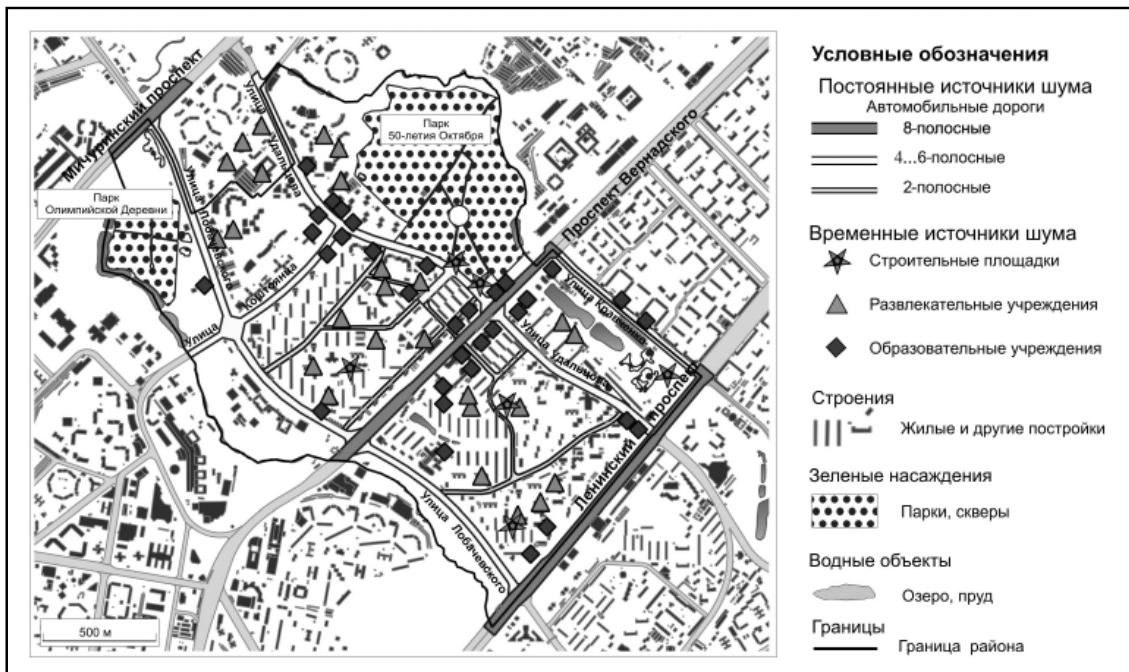 Мичуринский проспект
Улица Удальцова
Парк
50-летия Октября
Проспект Вернадского
Парк
Олимпийской Деревни
Улица Лобачевского
Улица Коштоянца
Улица Кравченко
Улица Удальцова
Ленинский проспект
Улица Лобачевского
500 м
Условные обозначения
Постоянные источники шума
Автомобильные дороги
8-полосные
4...6-полосные
2-полосные
Временные источники шума
Строительные площадки
Развлекательные учреждения
Образовательные учреждения
Строения
Жилые и другие постройки
Зеленые насаждения
Парки, скверы
Водные объекты
Озеро, пруд
Границы
Граница района